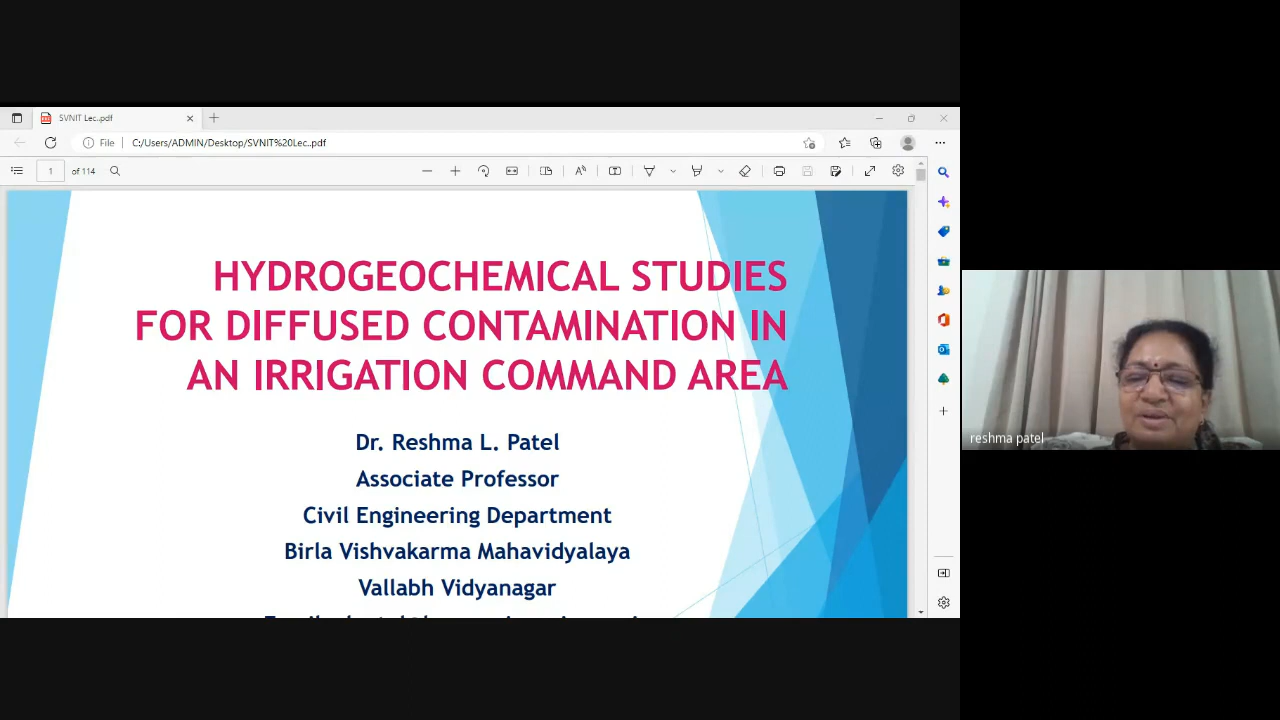 SVNIT Lec..pdf
File
C:/Users/ADMIN/Desktop/SVNIT%20Lec..pdf
1 of 114
HYDROGEOCHEMICAL STUDIES
FOR DIFFUSED CONTAMINATION IN
AN IRRIGATION COMMAND AREA
Dr. Reshma L. Patel
Associate Professor
Civil Engineering Department
Birla Vishvakarma Mahavidyalaya
Vallabh Vidyanagar
reshma patel